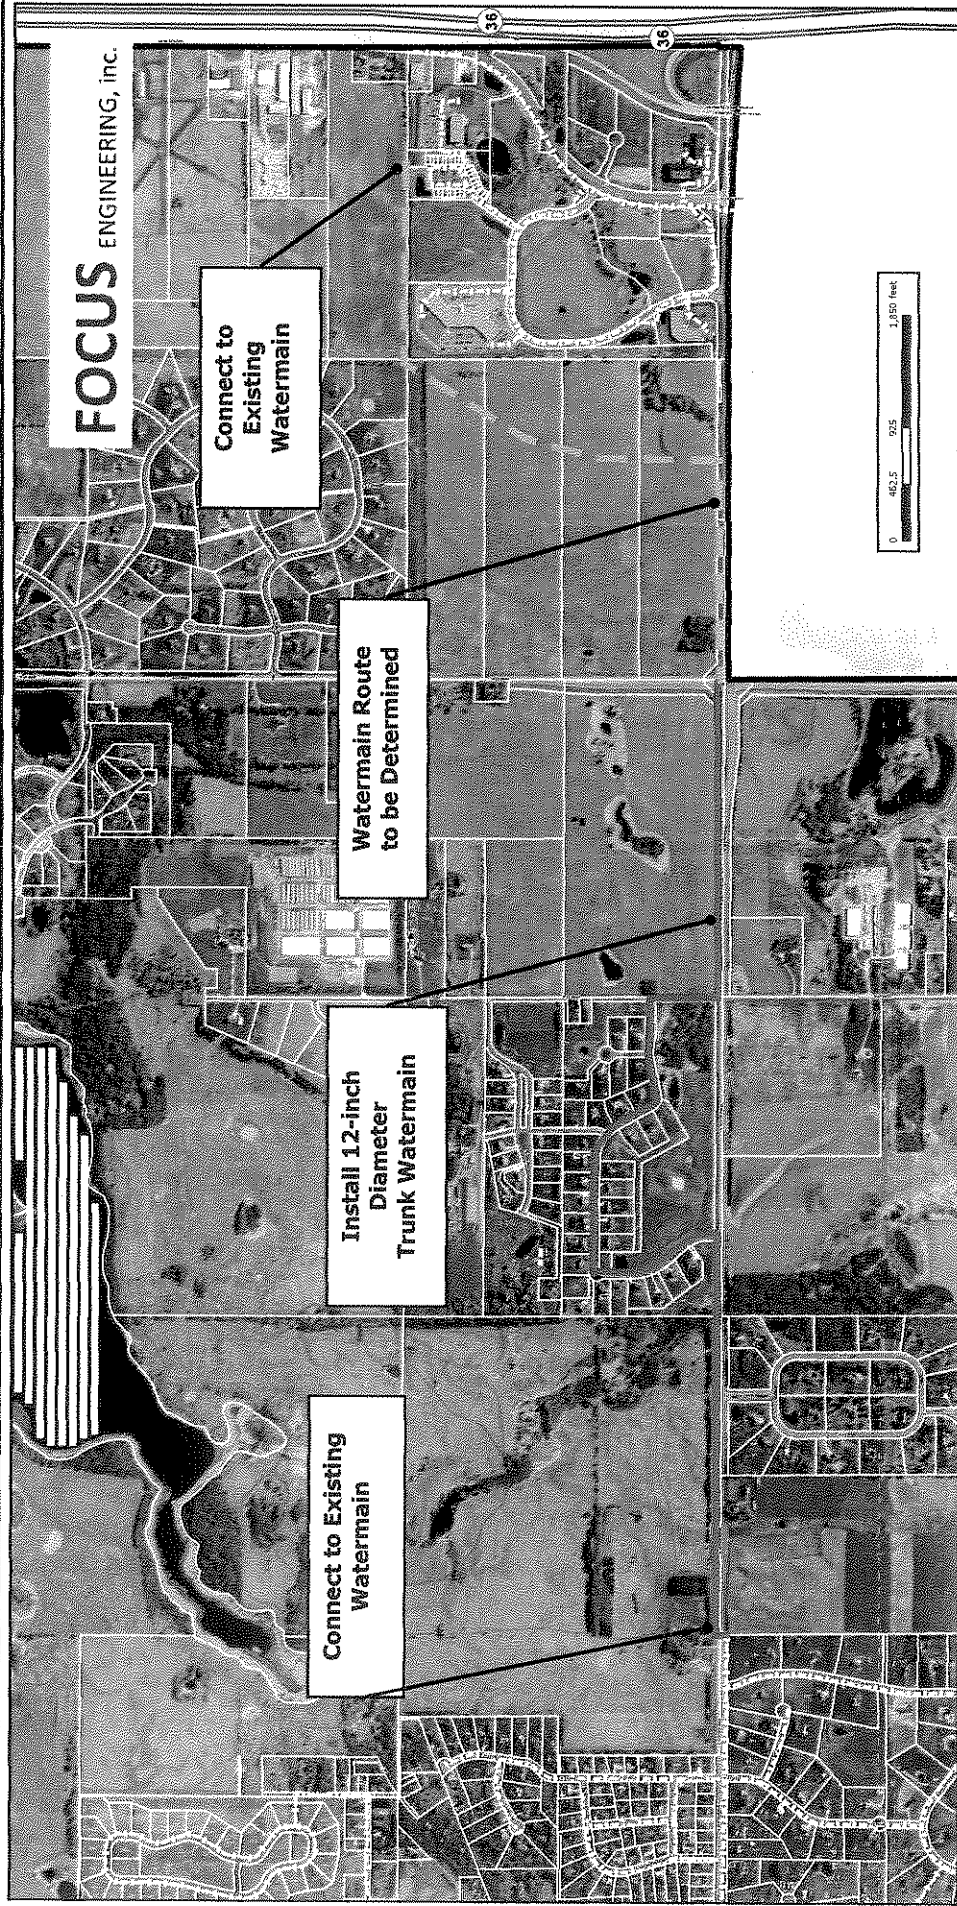 FOCUS ENGINEERING, inc.
36
36
Connect to
Existing
Watermain
Watermain Route
to be Determined
Install 12-inch
Diameter
Trunk Watermain
Connect to Existing
Watermain
0 462.5 925 1,850 feet